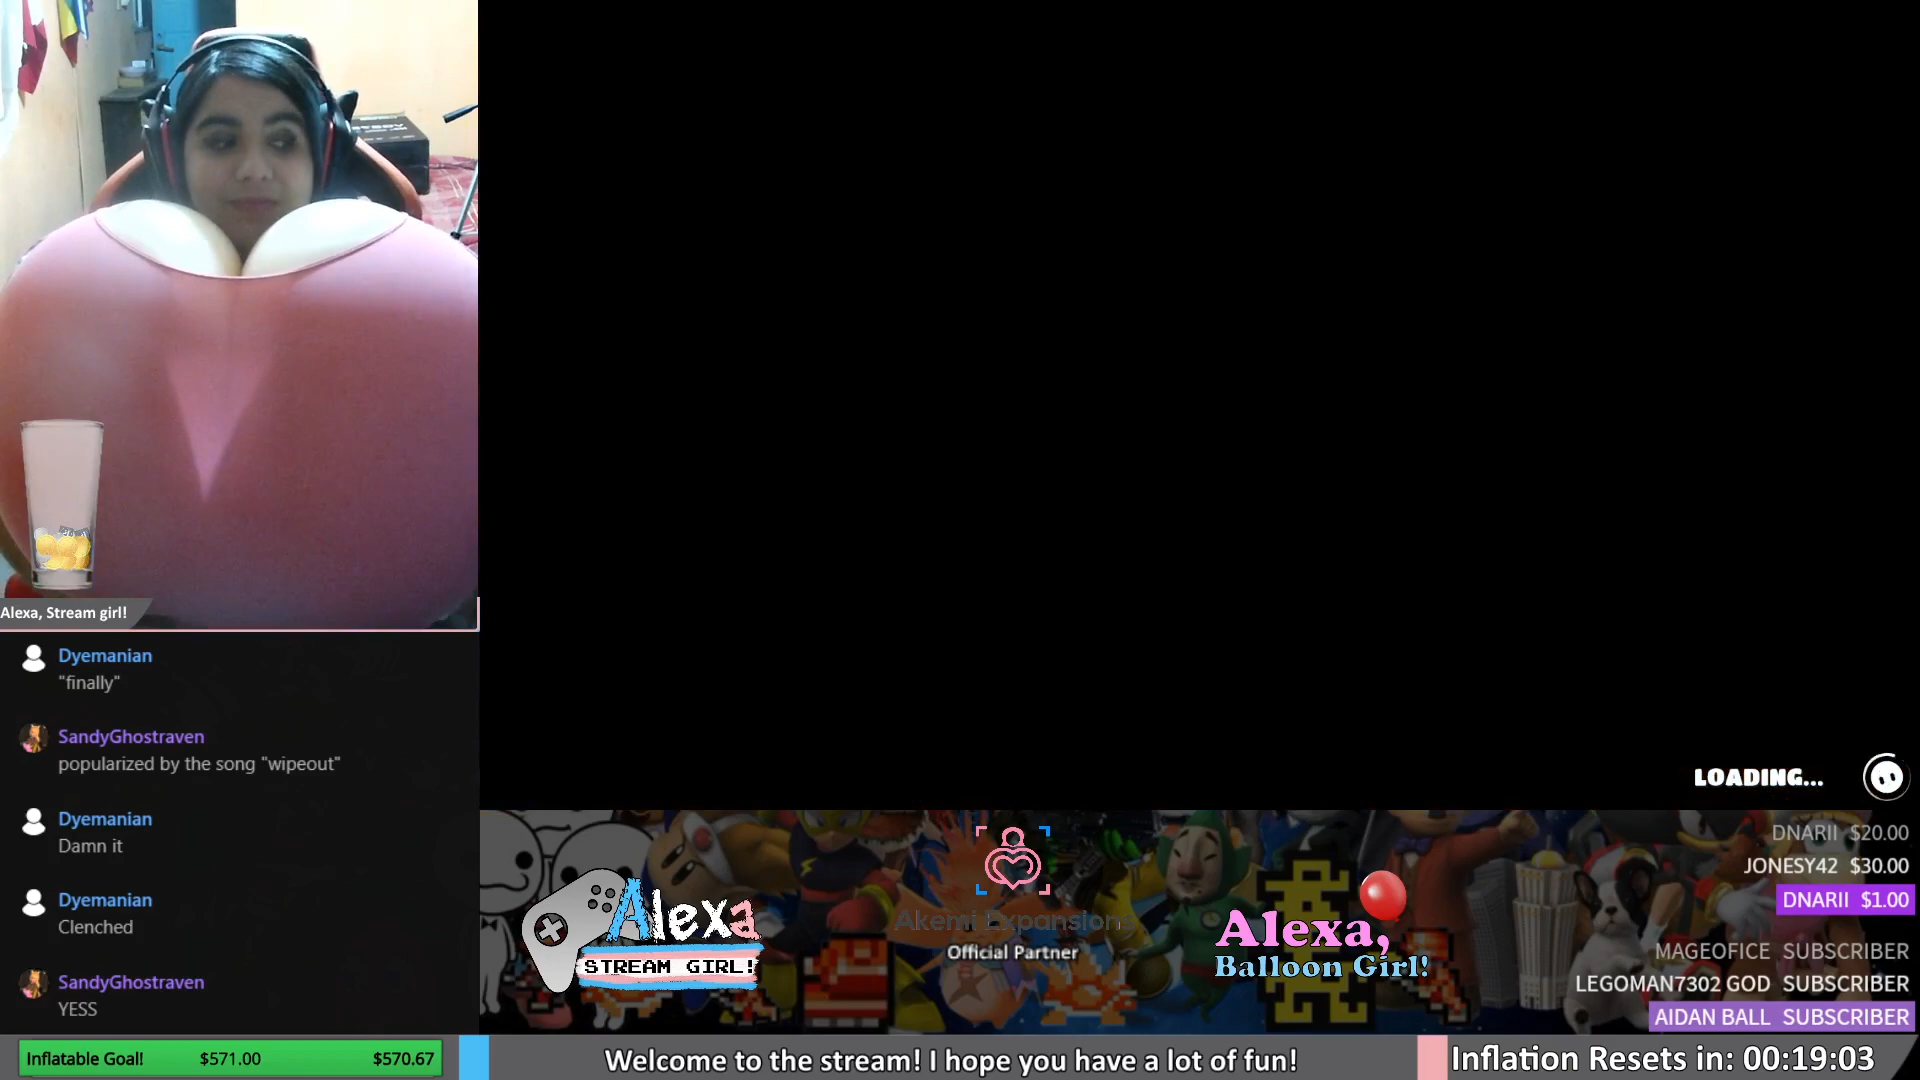 Alexa, Stream girl!
Dyemanian
"finally"
SandyGhostraven
popularized by the song "wipeout"
Dyemanian
Damn it
Dyemanian
Clenched
SandyGhostraven
YESS
LOADING...
Alexa
STREAM GIRL!
Akemi Expansions
Official Partner
Alexa,
Balloon Girl!
DNARII $20.00
JONESY42 $30.00
DNARII $1.00
MAGEOFICE SUBSCRIBER
LEGOMAN7302 GOD SUBSCRIBER
AIDAN BALL SUBSCRIBER
Inflatable Goal! $571.00 $570.67
Welcome to the stream! I hope you have a lot of fun!
Inflation Resets in: 00:19:03